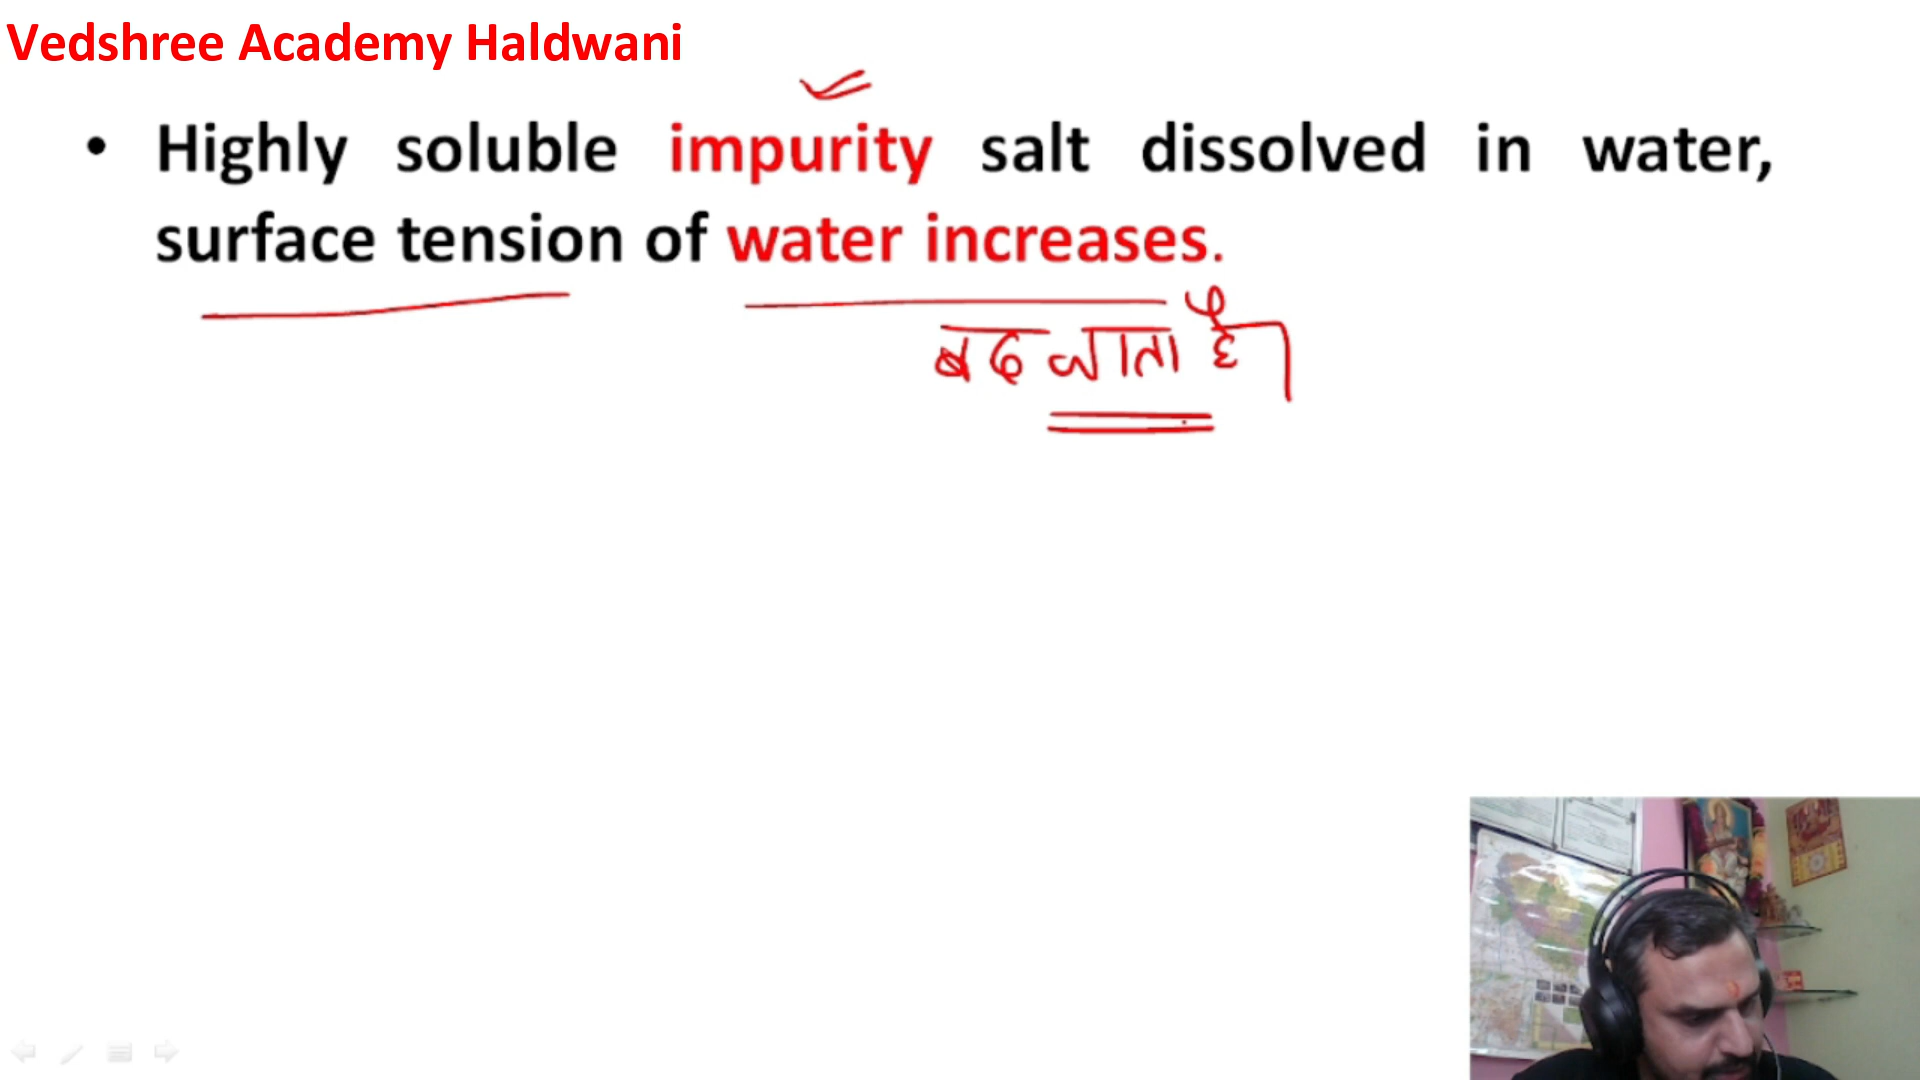 Vedshree Academy Haldwani
• Highly soluble impurity salt dissolved in water,
surface tension of water increases.
बढ जाता है।